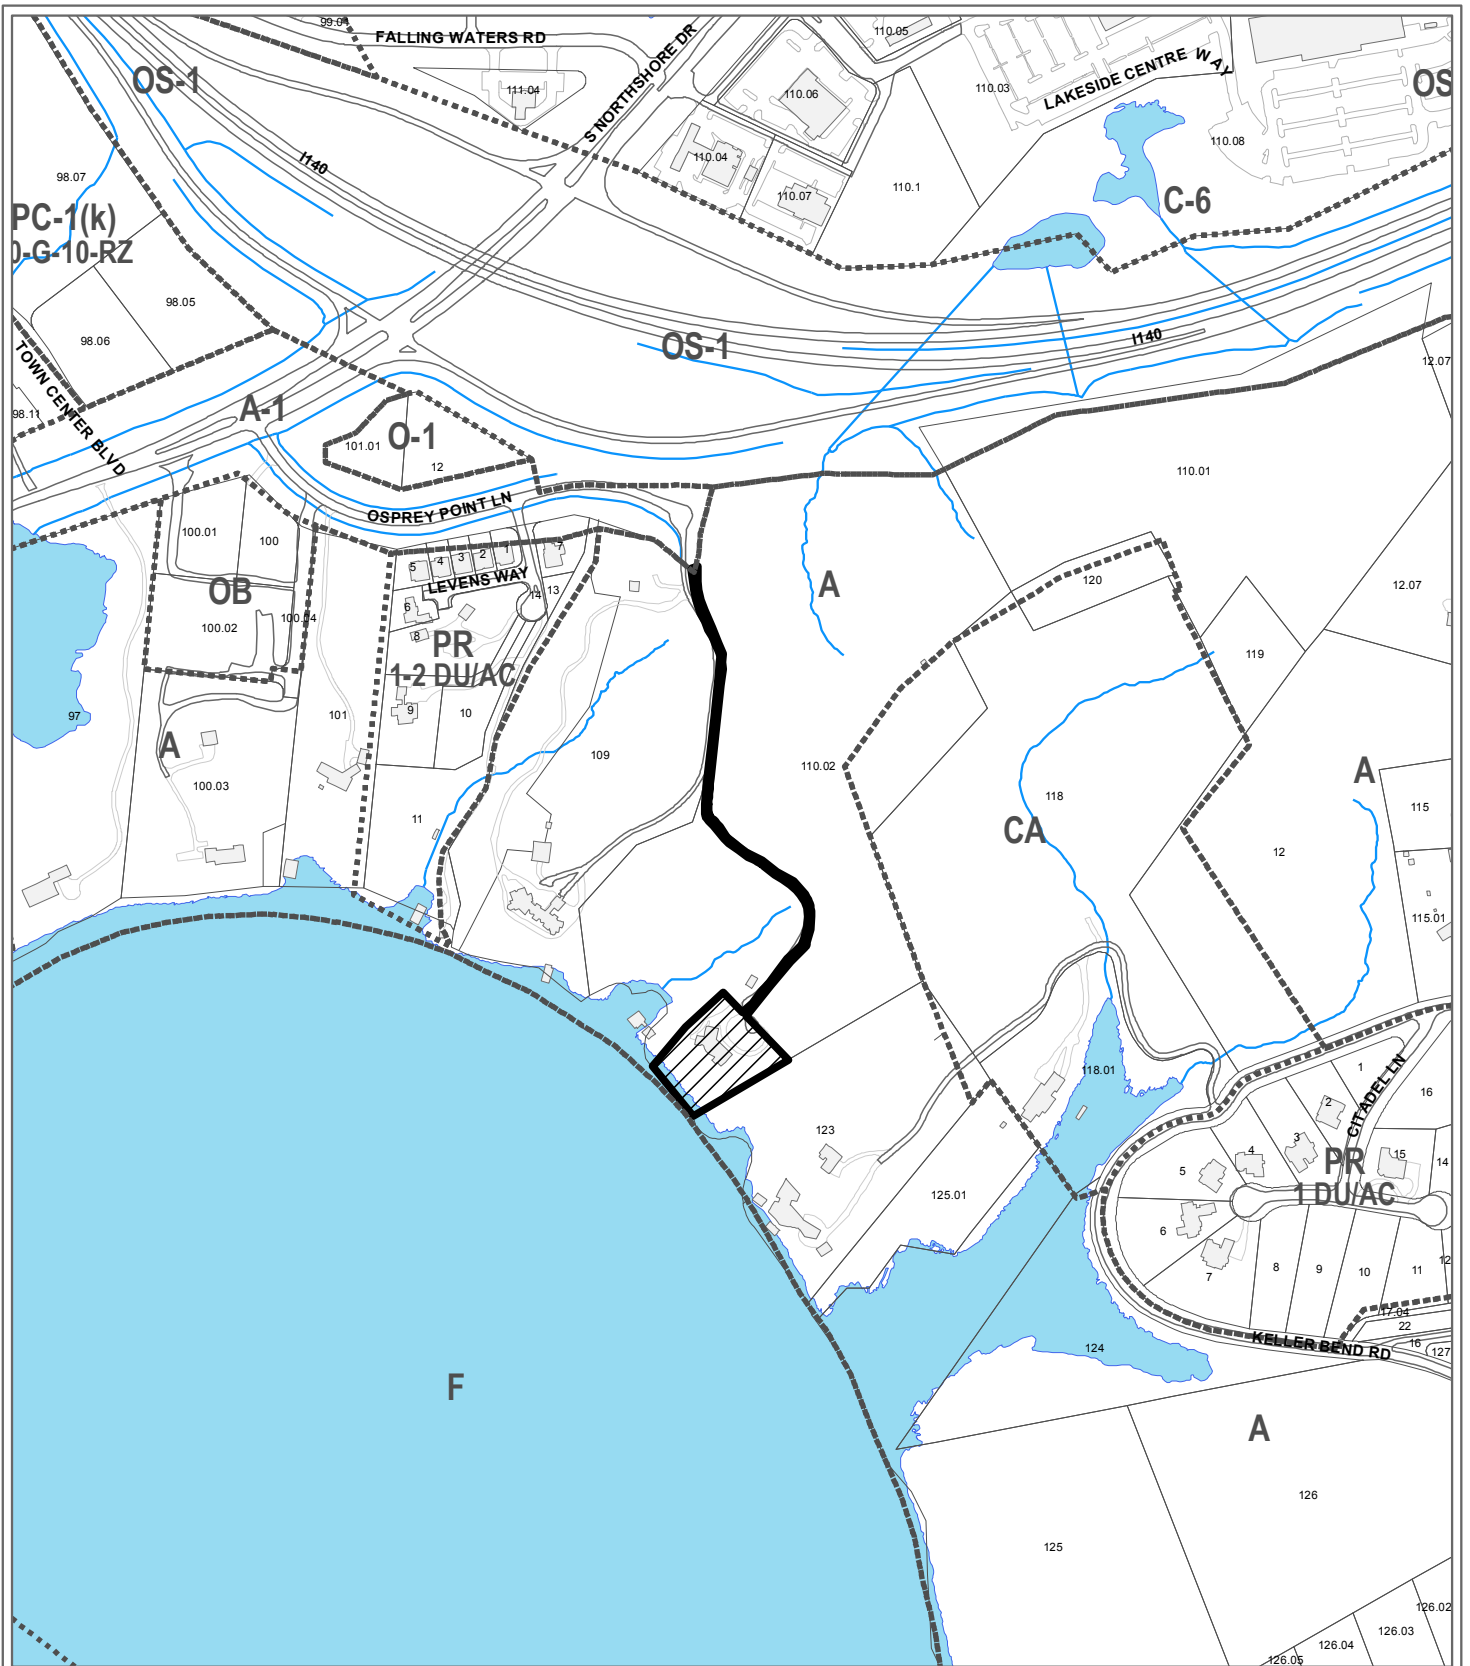 99.04
FALLING WATERS RD
S NORTHSHORE DR
110.05
LAKESIDE CENTRE WAY
110.03
OS-1
OS
111.04
110.06
I140
110.04
110.07
110.1
110.08
98.07
PC-1(k)
0-G-10-RZ
C-6
98.05
98.06
OS-1
I140
12.07
TOWN CENTER BLVD
98.11
A-1
O-1
101.01
12
110.01
OSPREY POINT LN
100.01
100
5
4
3
2
1
7
LEVENS WAY
14
13
A
120
12.07
OB
100.02
100.04
6
8
PR
1-2 DU/AC
119
97
101
9
10
A
100.03
109
110.02
118
A
115
11
CA
12
115.01
118.01
1
CITADEL LN
16
2
3
4
123
5
PR
1 DU/AC
15
14
125.01
6
7
8
9
10
11
12
17.04
22
16
127
KELLER BEND RD
124
F
A
126
125
126.02
126.03
126.04
126.05